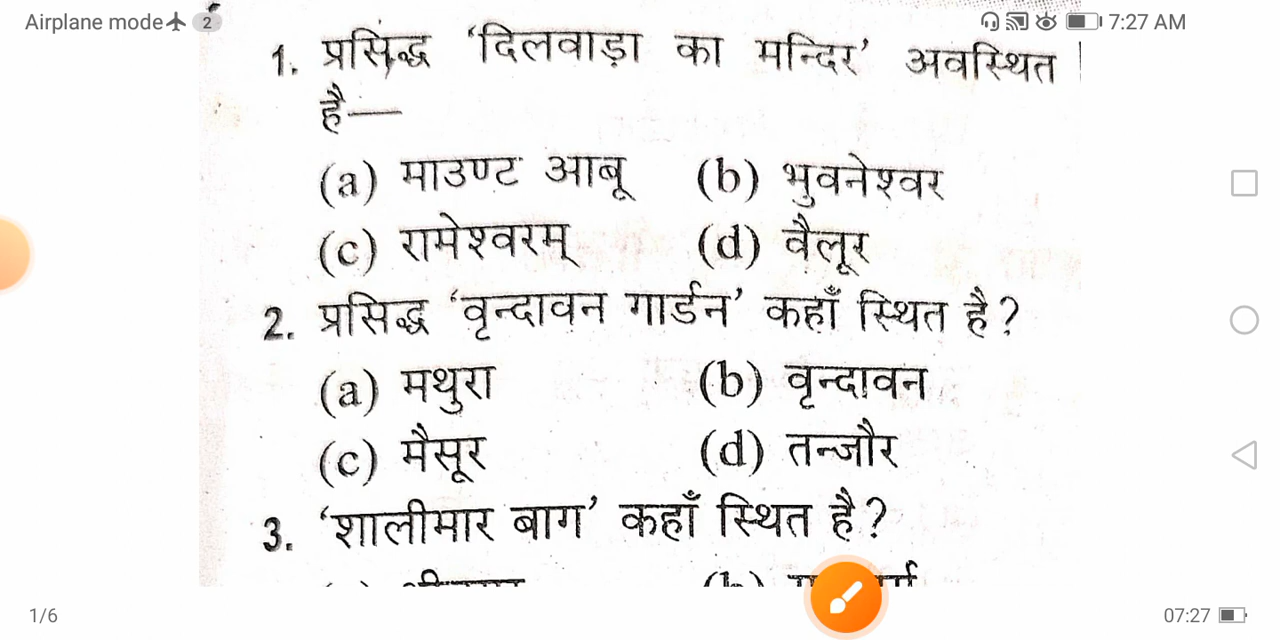 Airplane mode 2 7:27 AM
1. प्रसिद्ध ‘दिलवाड़ा का मन्दिर’ अवस्थित
है—
(a) माउण्ट आबू (b) भुवनेश्वर
(c) रामेश्वरम् (d) वैलूर
2. प्रसिद्ध ‘वृन्दावन गार्डन’ कहाँ स्थित है?
(a) मथुरा (b) वृन्दावन
(c) मैसूर (d) तन्जौर
3. ‘शालीमार बाग’ कहाँ स्थित है?
1/6 07:27